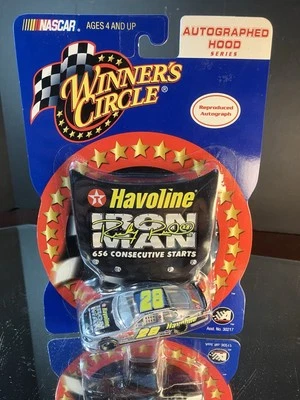 NASCAR
AGES 4 AND UP
AUTOGRAPHED
HOOD
SERIES
WINNER'S
CIRCLE
Reproduced
Autograph
Havoline
IRON
MAN
656 CONSECUTIVE STARTS
28
Havoline
28